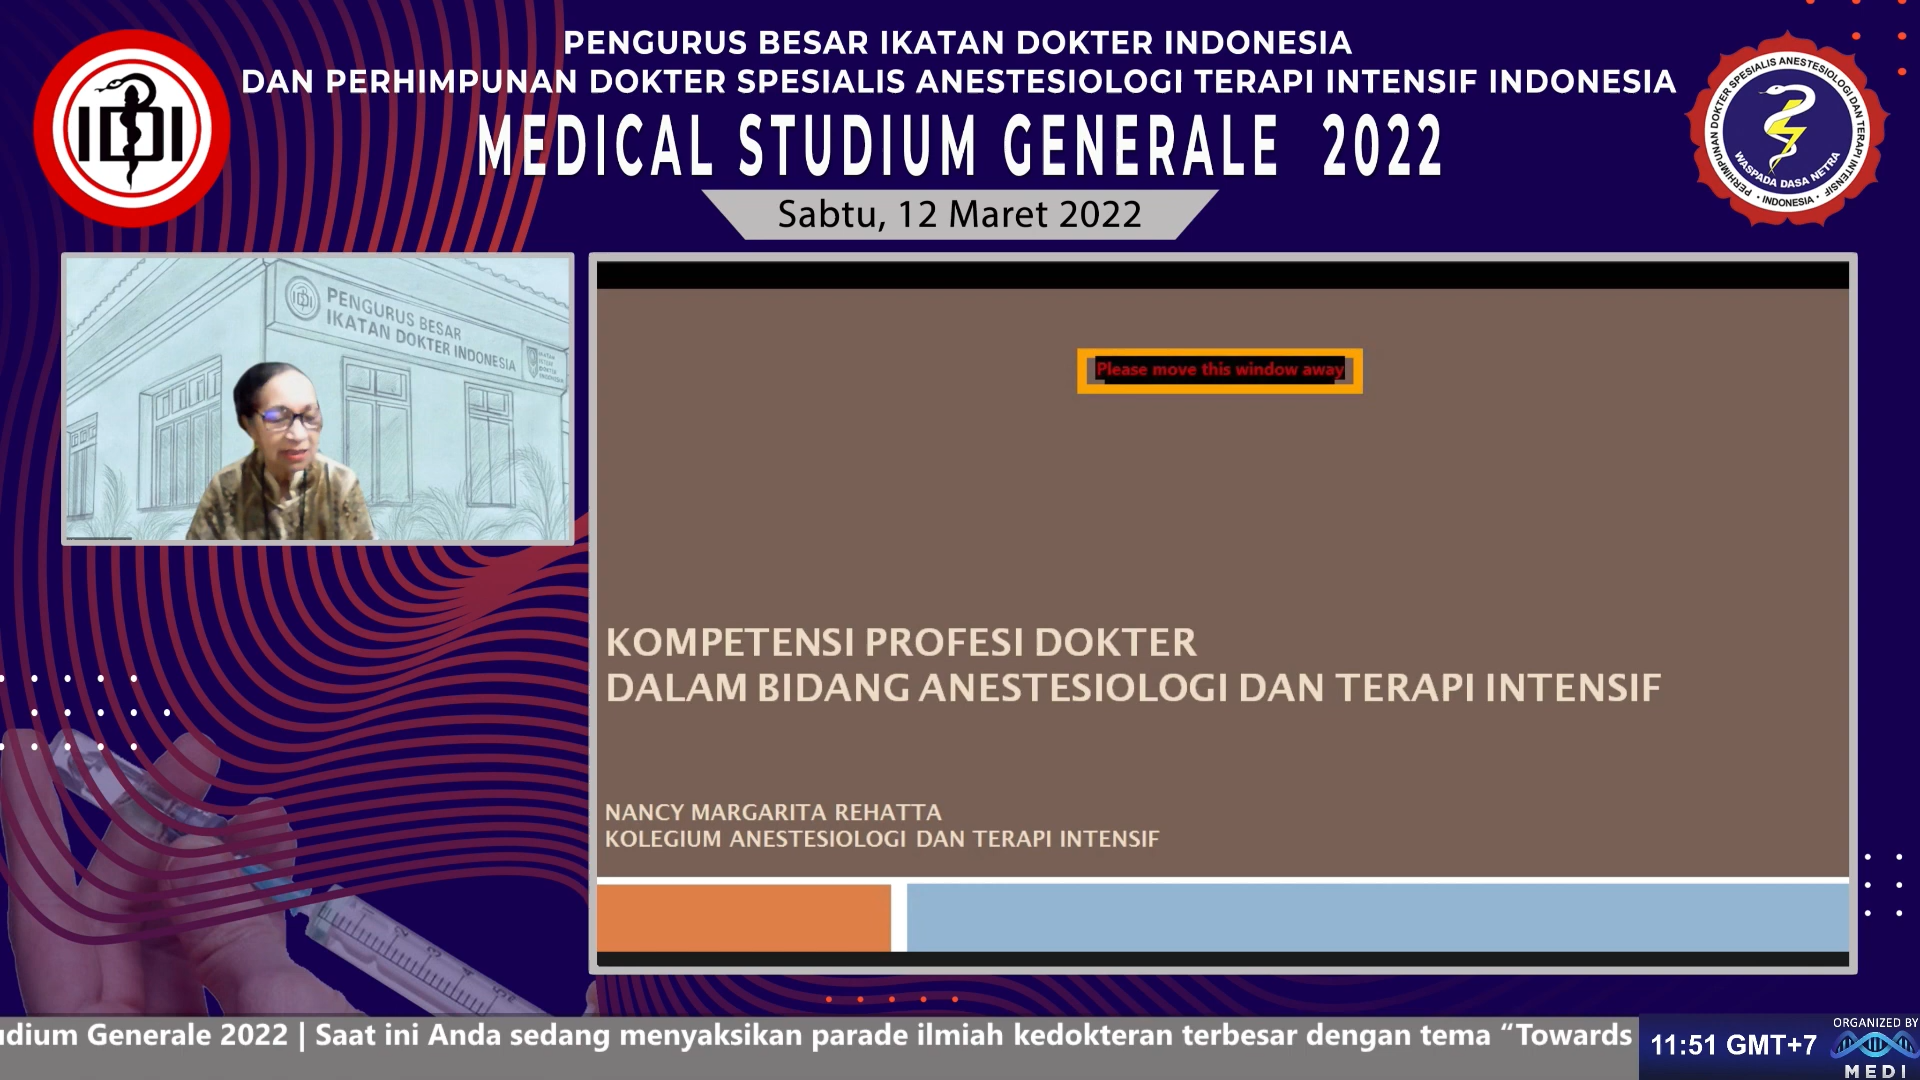 PENGURUS BESAR IKATAN DOKTER INDONESIA
DAN PERHIMPUNAN DOKTER SPESIALIS ANESTESIOLOGI TERAPI INTENSIF INDONESIA
MEDICAL STUDIUM GENERALE 2022
Sabtu, 12 Maret 2022
IDI
PERHIMPUNAN DOKTER SPESIALIS ANESTESIOLOGI DAN TERAPI INTENSIF
WASPADA DASA NETRA
INDONESIA
PENGURUS BESAR
IKATAN DOKTER INDONESIA
Please move this window away
KOMPETENSI PROFESI DOKTER
DALAM BIDANG ANESTESIOLOGI DAN TERAPI INTENSIF
NANCY MARGARITA REHATTA
KOLEGIUM ANESTESIOLOGI DAN TERAPI INTENSIF
udium Generale 2022 | Saat ini Anda sedang menyaksikan parade ilmiah kedokteran terbesar dengan tema “Towards
11:51 GMT+7
ORGANIZED BY
MEDI